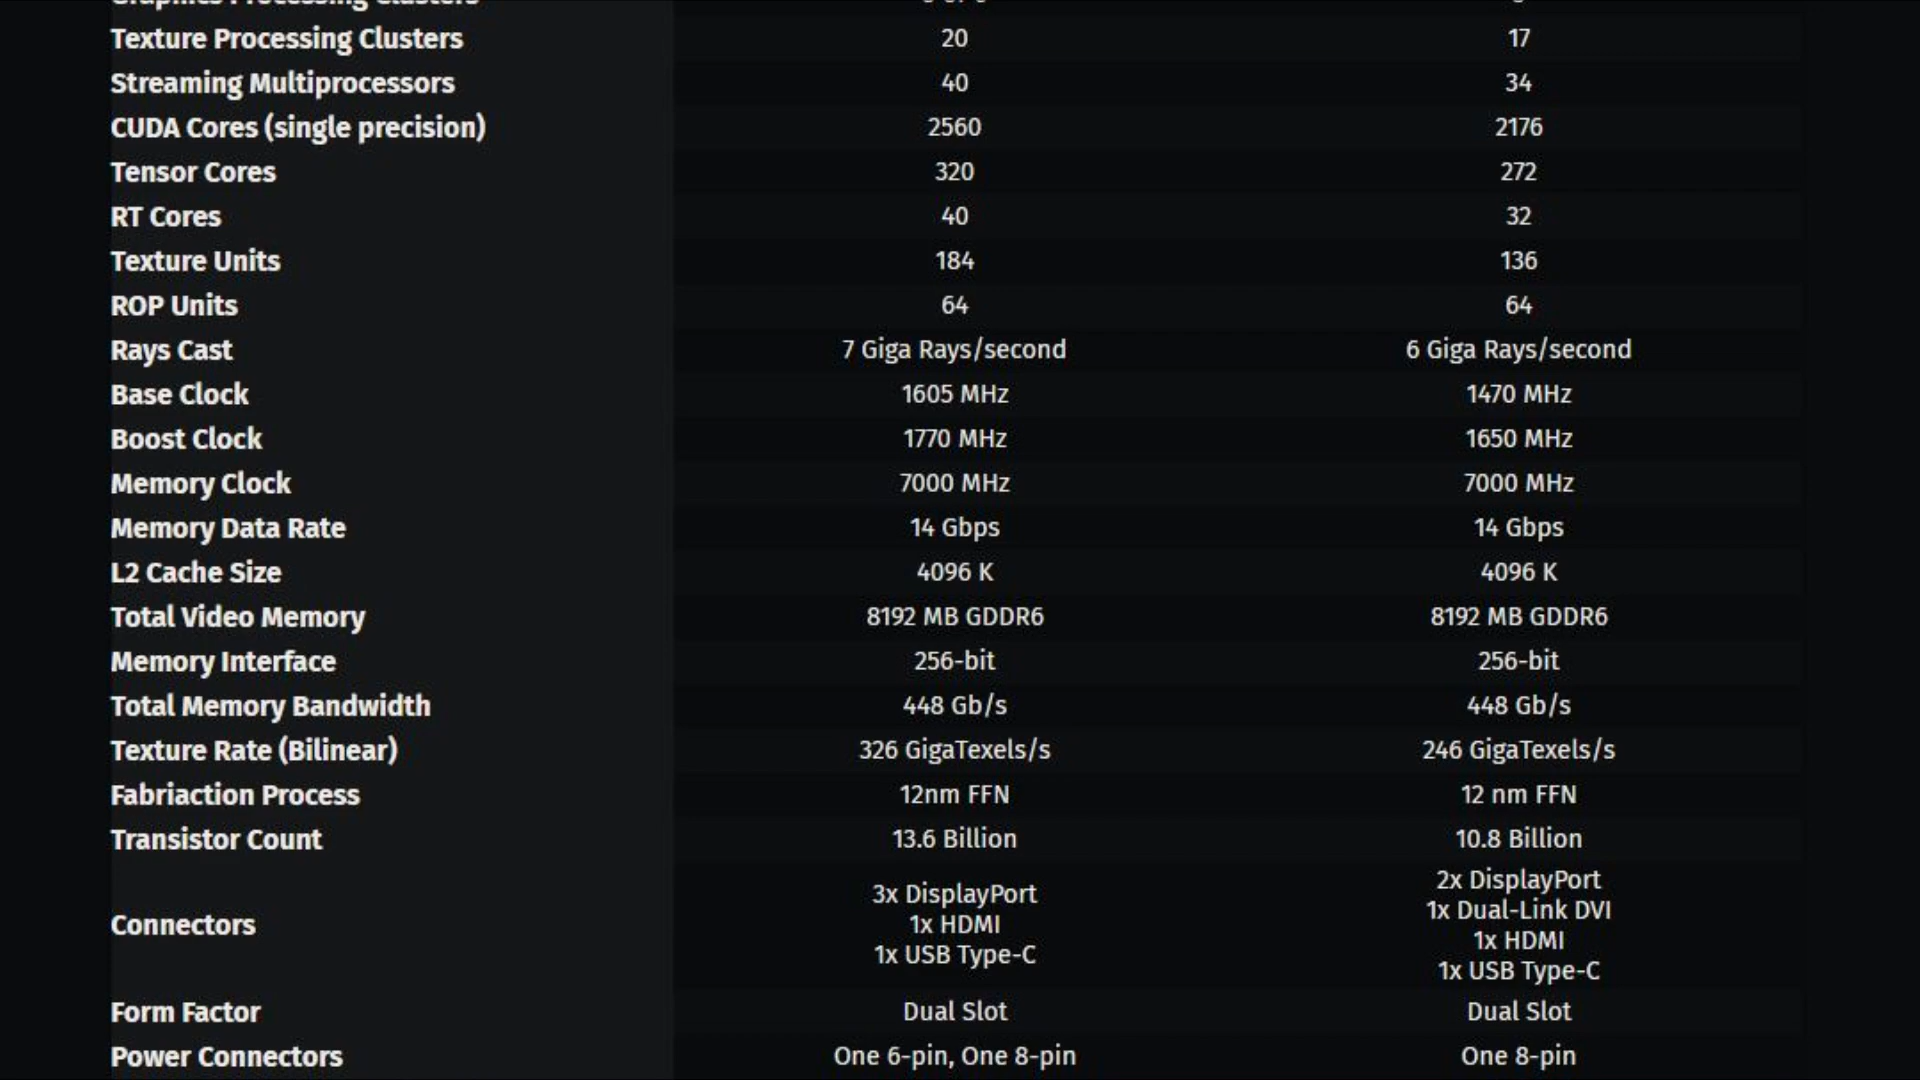 Graphics Processing Clusters
Texture Processing Clusters 20 17
Streaming Multiprocessors 40 34
CUDA Cores (single precision) 2560 2176
Tensor Cores 320 272
RT Cores 40 32
Texture Units 184 136
ROP Units 64 64
Rays Cast 7 Giga Rays/second 6 Giga Rays/second
Base Clock 1605 MHz 1470 MHz
Boost Clock 1770 MHz 1650 MHz
Memory Clock 7000 MHz 7000 MHz
Memory Data Rate 14 Gbps 14 Gbps
L2 Cache Size 4096 K 4096 K
Total Video Memory 8192 MB GDDR6 8192 MB GDDR6
Memory Interface 256-bit 256-bit
Total Memory Bandwidth 448 Gb/s 448 Gb/s
Texture Rate (Bilinear) 326 GigaTexels/s 246 GigaTexels/s
Fabriaction Process 12nm FFN 12 nm FFN
Transistor Count 13.6 Billion 10.8 Billion
Connectors
3x DisplayPort
1x HDMI
1x USB Type-C
2x DisplayPort
1x Dual-Link DVI
1x HDMI
1x USB Type-C
Form Factor Dual Slot Dual Slot
Power Connectors One 6-pin, One 8-pin One 8-pin